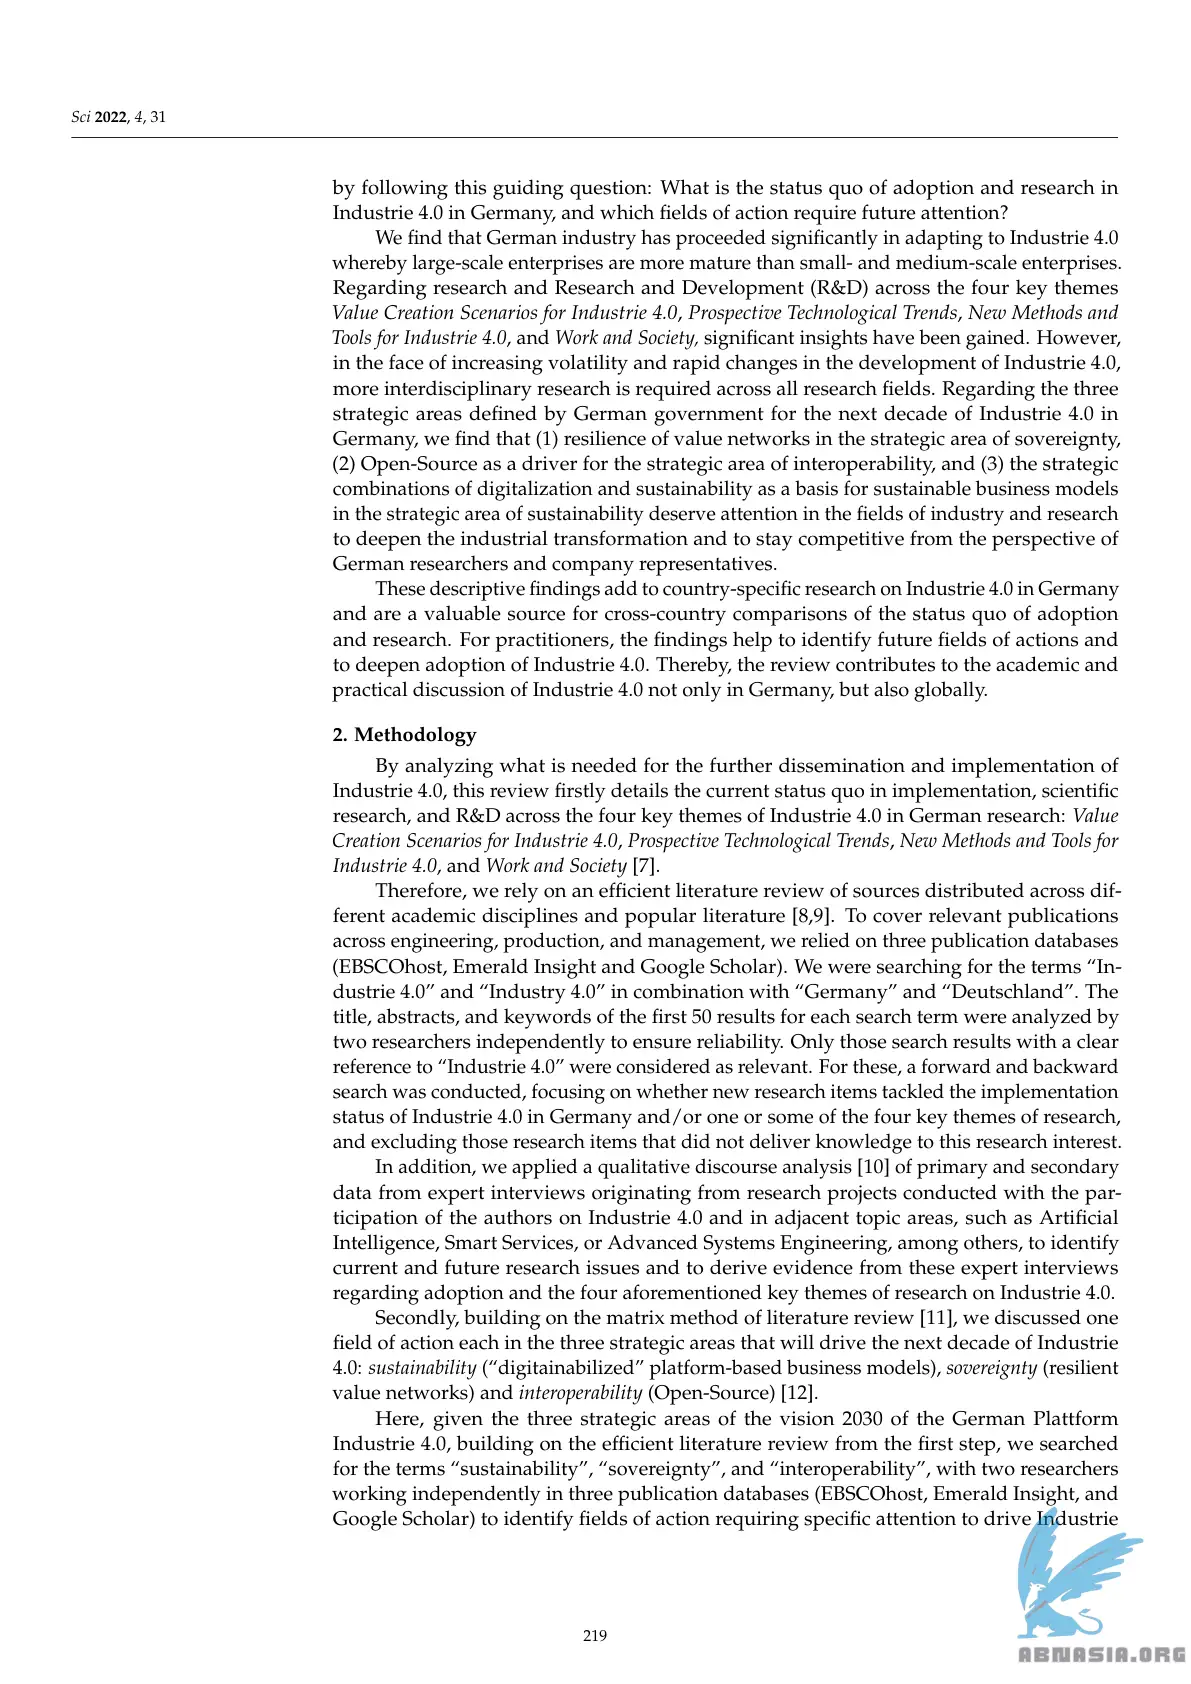 Sci 2022, 4, 31
by following this guiding question: What is the status quo of adoption and research in
Industrie 4.0 in Germany, and which fields of action require future attention?
We find that German industry has proceeded significantly in adapting to Industrie 4.0
whereby large-scale enterprises are more mature than small- and medium-scale enterprises.
Regarding research and Research and Development (R&D) across the four key themes
Value Creation Scenarios for Industrie 4.0, Prospective Technological Trends, New Methods and
Tools for Industrie 4.0, and Work and Society, significant insights have been gained. However,
in the face of increasing volatility and rapid changes in the development of Industrie 4.0,
more interdisciplinary research is required across all research fields. Regarding the three
strategic areas defined by German government for the next decade of Industrie 4.0 in
Germany, we find that (1) resilience of value networks in the strategic area of sovereignty,
(2) Open-Source as a driver for the strategic area of interoperability, and (3) the strategic
combinations of digitalization and sustainability as a basis for sustainable business models
in the strategic area of sustainability deserve attention in the fields of industry and research
to deepen the industrial transformation and to stay competitive from the perspective of
German researchers and company representatives.
These descriptive findings add to country-specific research on Industrie 4.0 in Germany
and are a valuable source for cross-country comparisons of the status quo of adoption
and research. For practitioners, the findings help to identify future fields of actions and
to deepen adoption of Industrie 4.0. Thereby, the review contributes to the academic and
practical discussion of Industrie 4.0 not only in Germany, but also globally.
2. Methodology
By analyzing what is needed for the further dissemination and implementation of
Industrie 4.0, this review firstly details the current status quo in implementation, scientific
research, and R&D across the four key themes of Industrie 4.0 in German research: Value
Creation Scenarios for Industrie 4.0, Prospective Technological Trends, New Methods and Tools for
Industrie 4.0, and Work and Society [7].
Therefore, we rely on an efficient literature review of sources distributed across dif-
ferent academic disciplines and popular literature [8,9]. To cover relevant publications
across engineering, production, and management, we relied on three publication databases
(EBSCOhost, Emerald Insight and Google Scholar). We were searching for the terms “In-
dustrie 4.0” and “Industry 4.0” in combination with “Germany” and “Deutschland”. The
title, abstracts, and keywords of the first 50 results for each search term were analyzed by
two researchers independently to ensure reliability. Only those search results with a clear
reference to “Industrie 4.0” were considered as relevant. For these, a forward and backward
search was conducted, focusing on whether new research items tackled the implementation
status of Industrie 4.0 in Germany and/or one or some of the four key themes of research,
and excluding those research items that did not deliver knowledge to this research interest.
In addition, we applied a qualitative discourse analysis [10] of primary and secondary
data from expert interviews originating from research projects conducted with the par-
ticipation of the authors on Industrie 4.0 and in adjacent topic areas, such as Artificial
Intelligence, Smart Services, or Advanced Systems Engineering, among others, to identify
current and future research issues and to derive evidence from these expert interviews
regarding adoption and the four aforementioned key themes of research on Industrie 4.0.
Secondly, building on the matrix method of literature review [11], we discussed one
field of action each in the three strategic areas that will drive the next decade of Industrie
4.0: sustainability (“digitainabilized” platform-based business models), sovereignty (resilient
value networks) and interoperability (Open-Source) [12].
Here, given the three strategic areas of the vision 2030 of the German Plattform
Industrie 4.0, building on the efficient literature review from the first step, we searched
for the terms “sustainability”, “sovereignty”, and “interoperability”, with two researchers
working independently in three publication databases (EBSCOhost, Emerald Insight, and
Google Scholar) to identify fields of action requiring specific attention to drive Industrie
219
ABNASIA.ORG